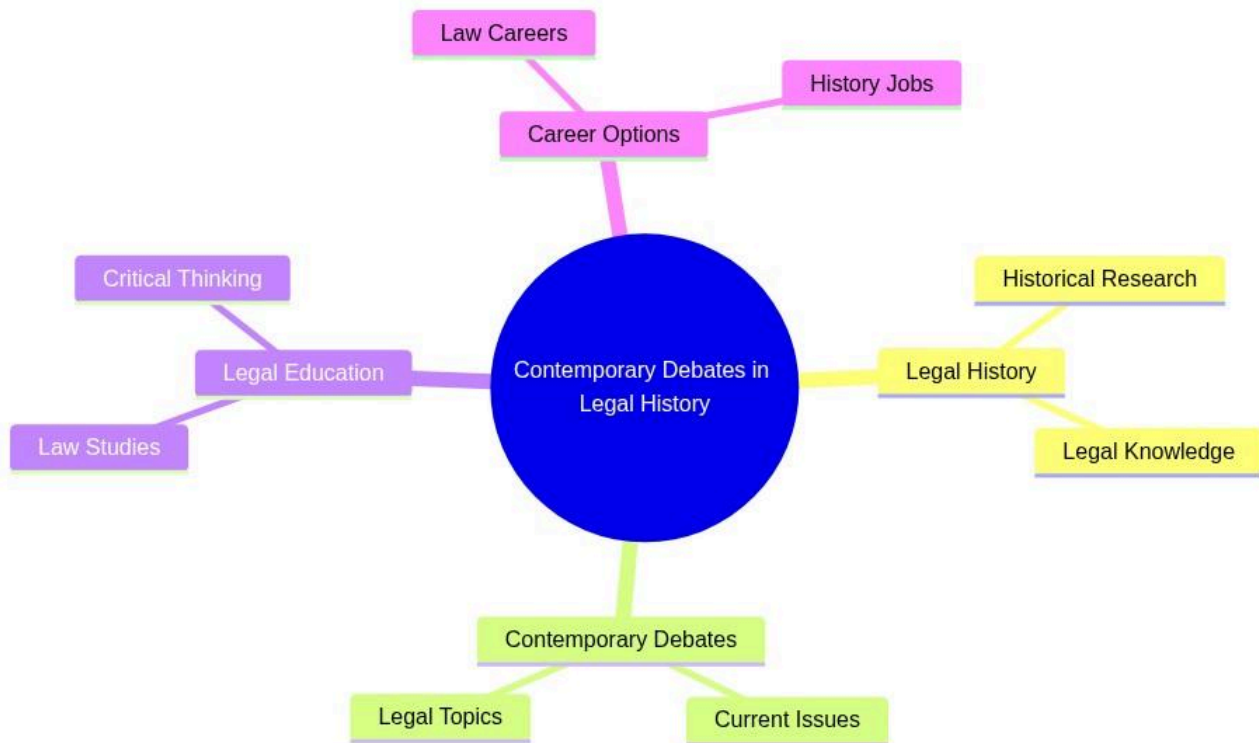 Law Careers
History Jobs
Career Options
Critical Thinking
Historical Research
Legal Education
Contemporary Debates in
Legal History
Legal History
Law Studies
Legal Knowledge
Contemporary Debates
Legal Topics
Current Issues